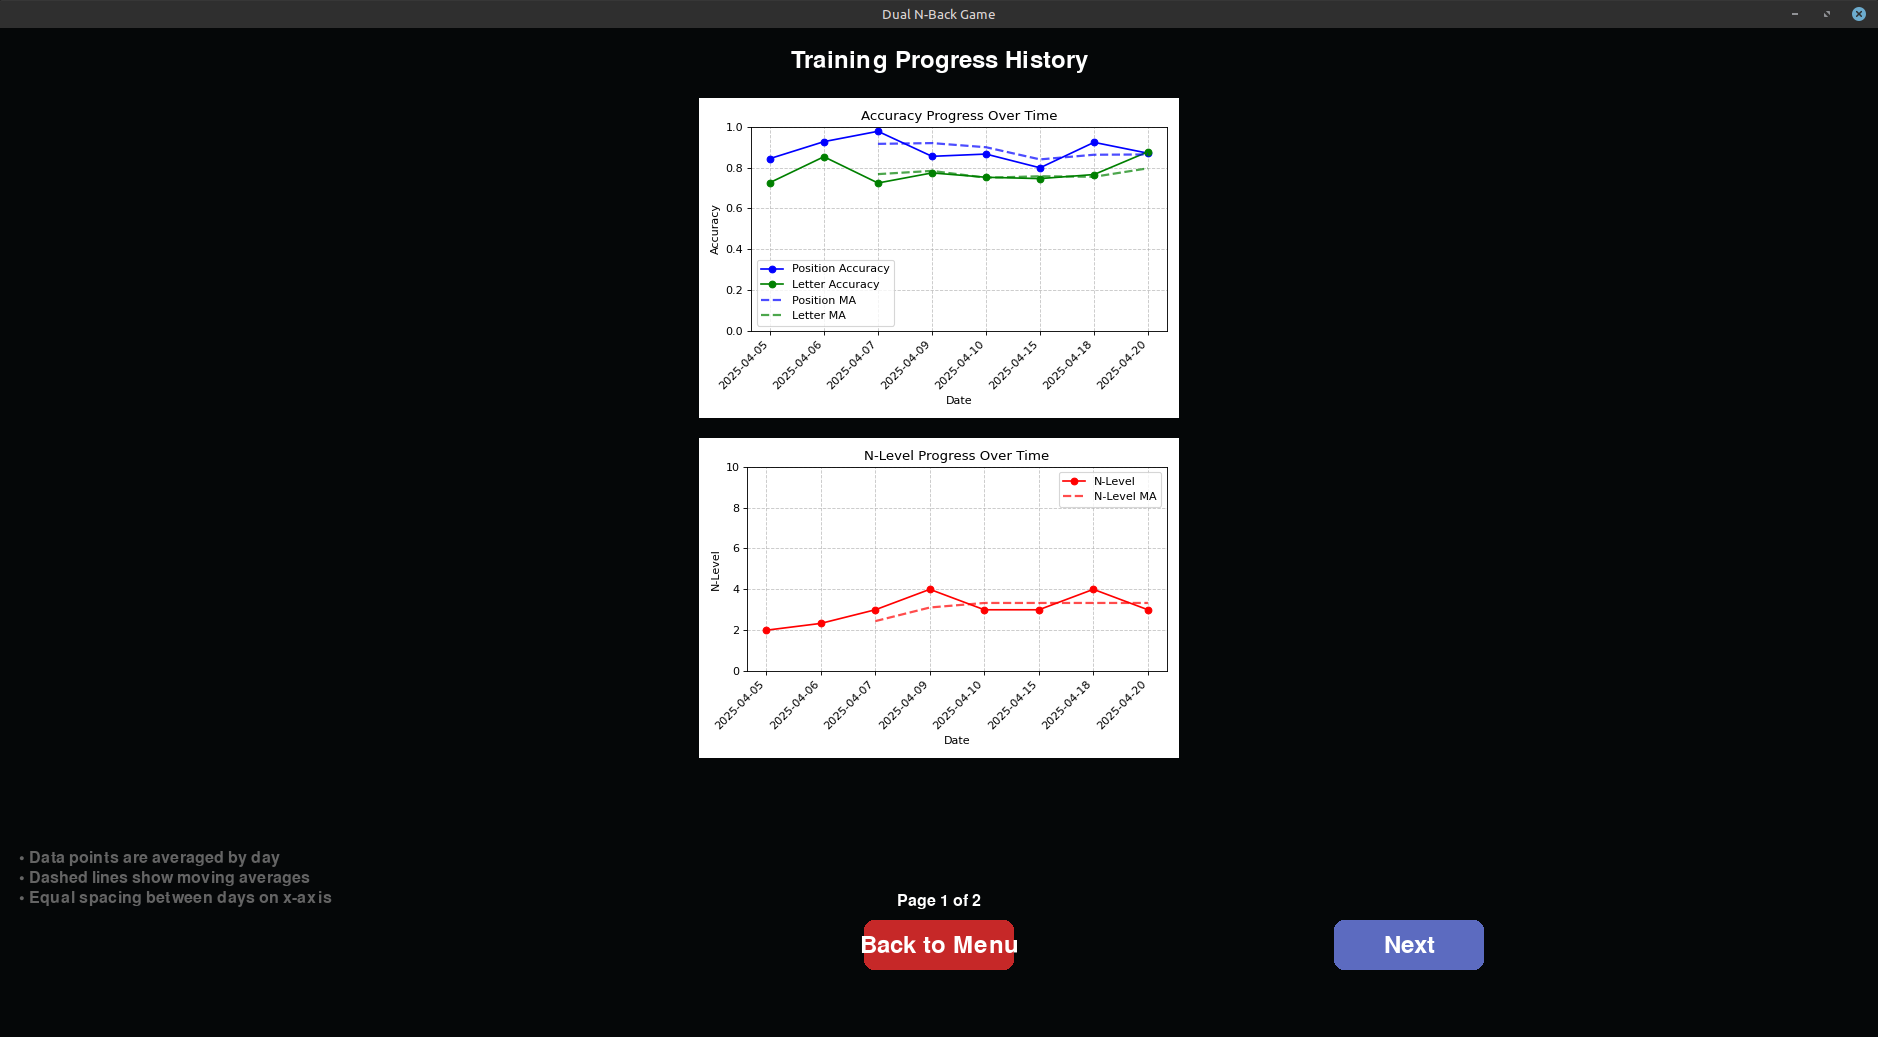 Dual N-Back Game
Training Progress History
Accuracy Progress Over Time
1.0
0.8
0.6
0.4
0.2
0.0
Accuracy
Position Accuracy
Letter Accuracy
Position MA
Letter MA
2025-04-05
2025-04-06
2025-04-07
2025-04-09
2025-04-10
2025-04-15
2025-04-18
2025-04-20
Date
N-Level Progress Over Time
10
8
6
4
2
0
N-Level
N-Level
N-Level MA
2025-04-05
2025-04-06
2025-04-07
2025-04-09
2025-04-10
2025-04-15
2025-04-18
2025-04-20
Date
• Data points are averaged by day
• Dashed lines show moving averages
• Equal spacing between days on x-axis
Page 1 of 2
Back to Menu
Next